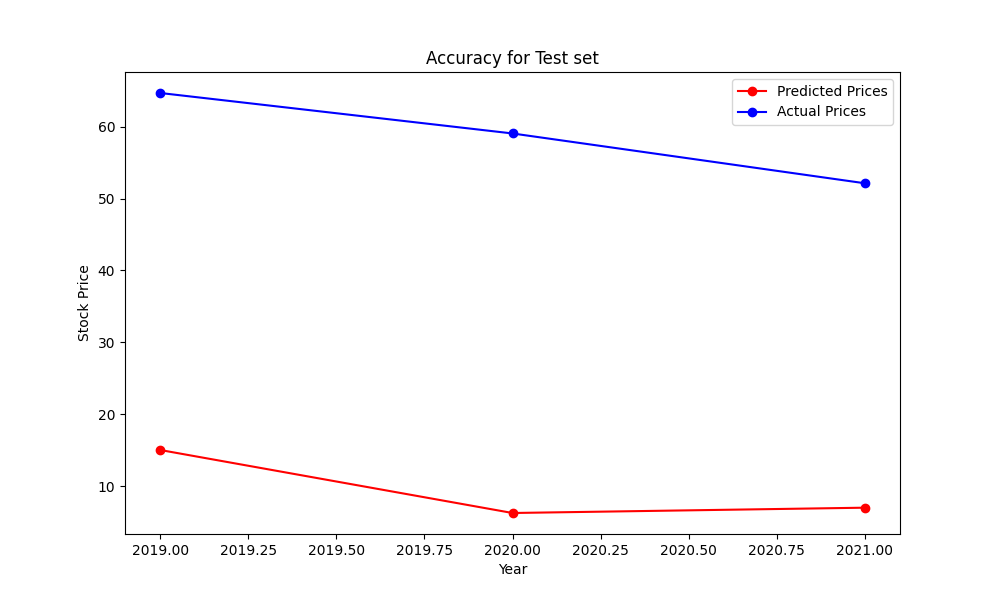 Accuracy for Test set
Predicted Prices
Actual Prices
60
50
40
30
20
10
Stock Price
2019.00 2019.25 2019.50 2019.75 2020.00 2020.25 2020.50 2020.75 2021.00
Year